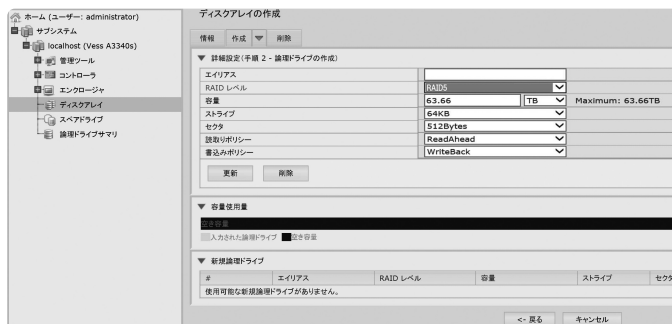 ホーム (ユーザー: administrator)
サブシステム
localhost (Vess A3340s)
管理ツール
コントローラ
エンクロージャ
ディスクアレイ
スペアドライブ
論理ドライブサマリ
ディスクアレイの作成
情報 作成 削除
詳細設定(手順 2 - 論理ドライブの作成)
エイリアス
RAID レベル RAID5
容量 63.66 TB Maximum: 63.66TB
ストライプ 64KB
セクタ 512Bytes
読取りポリシー ReadAhead
書込みポリシー WriteBack
更新 削除
容量使用量
空き容量
入力された論理ドライブ 空き容量
新規論理ドライブ
# エイリアス RAID レベル 容量 ストライプ セクタ
使用可能な新規論理ドライブがありません。
<- 戻る キャンセル